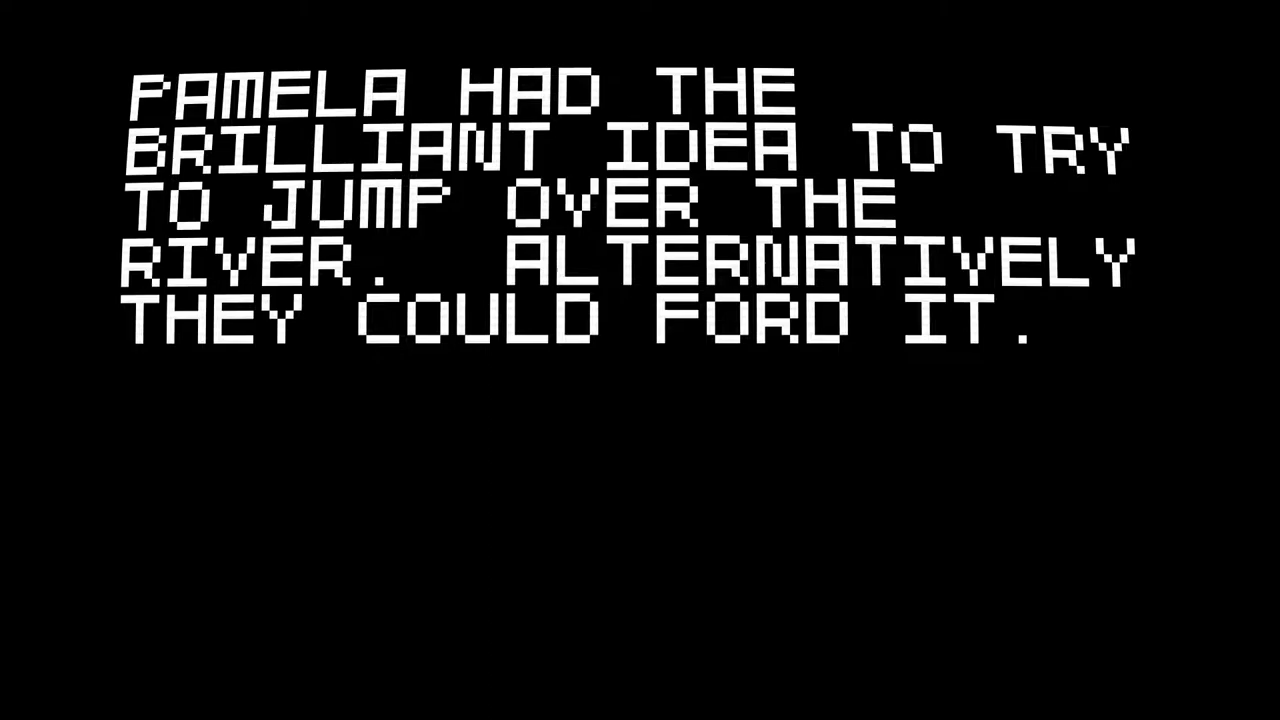 PAMELA HAD THE
BRILLIANT IDEA TO TRY
TO JUMP OVER THE
RIVER.  ALTERNATIVELY
THEY COULD FORD IT.